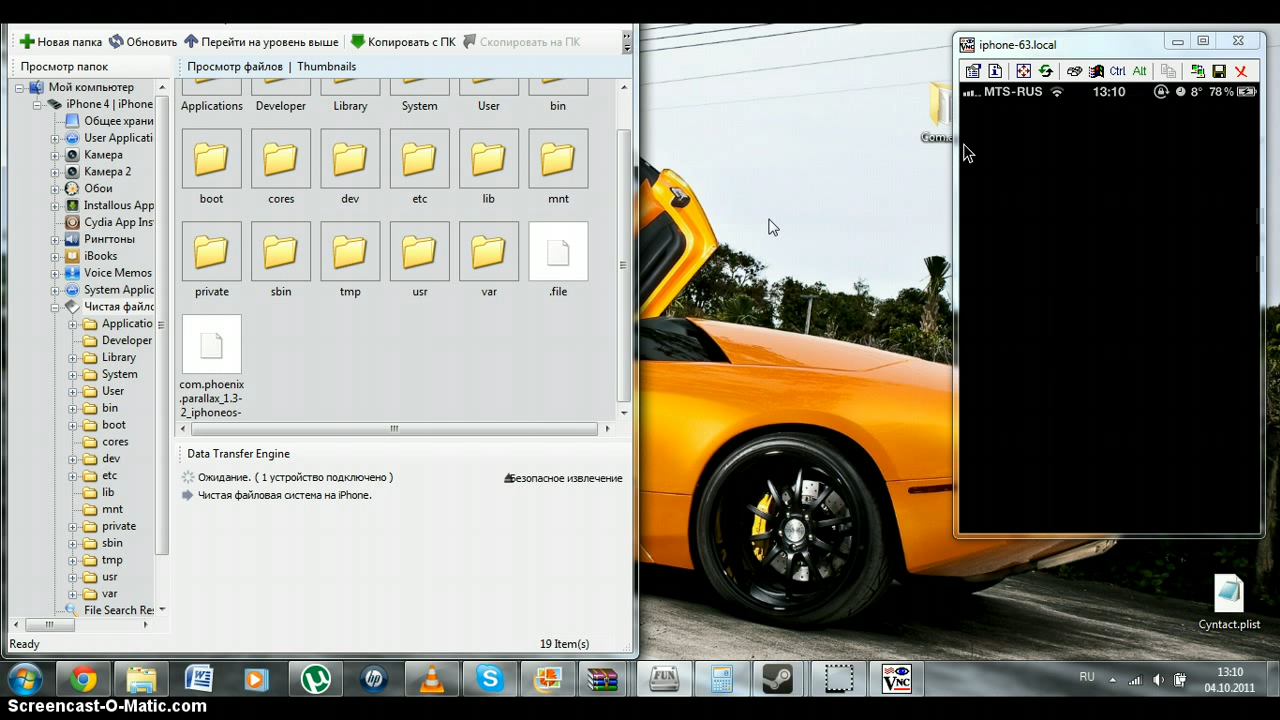 Новая папка Обновить Перейти на уровень выше Копировать с ПК Скопировать на ПК
Просмотр папок
Мой компьютер
iPhone 4 | iPhone
Общее храни
User Applicati
Камера
Камера 2
Обои
Installous App
Cydia App Ins
Рингтоны
iBooks
Voice Memos
System Applic
Чистая файло
Applicatio
Developer
Library
System
User
bin
boot
cores
dev
etc
lib
mnt
private
sbin
tmp
usr
var
File Search Res
Просмотр файлов | Thumbnails
Applications Developer Library System User bin
boot cores dev etc lib mnt
private sbin tmp usr var .file
com.phoenix
.parallax_1.3-
2_iphoneos-
Data Transfer Engine
Ожидание. ( 1 устройство подключено ) Безопасное извлечение
Чистая файловая система на iPhone.
Ready 19 Item(s)
Com.
iphone-63.local
Ctrl Alt
MTS-RUS 13:10 8° 78%
Cyntact.plist
W hp S FUN VNC
RU 13:10
04.10.2011
Screencast-O-Matic.com